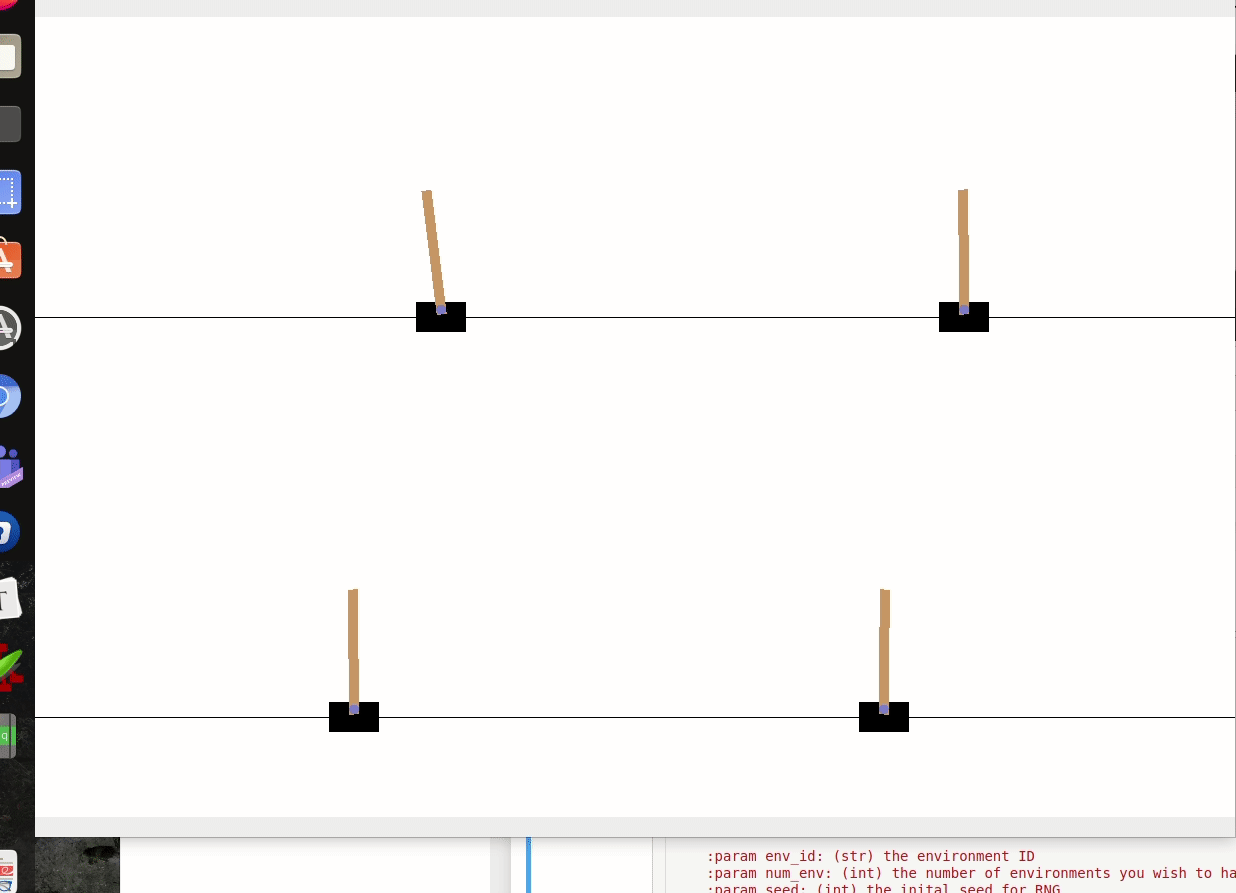 PREVIEW
T
q
:param env_id: (str) the environment ID
:param num_env: (int) the number of environments you wish to ha
:param seed: (int) the inital seed for RNG